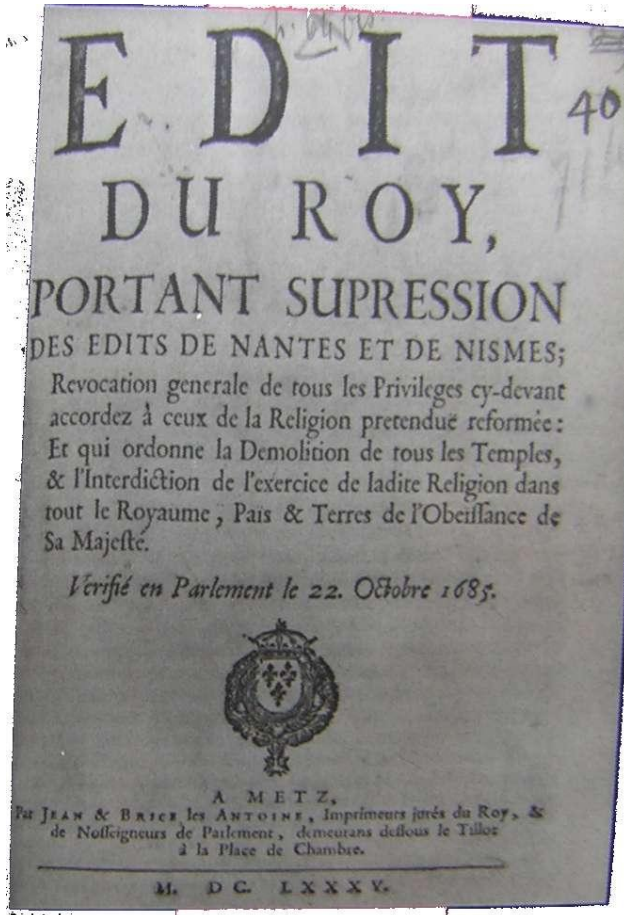 EDIT
40
DU ROY,
PORTANT SUPRESSION
DES EDITS DE NANTES ET DE NISMES;
Revocation generale de tous les Privileges cy-devant
accordez à ceux de la Religion pretenduë reformée:
Et qui ordonne la Demolition de tous les Temples,
& l'Interdiction de l'exercice de ladite Religion dans
tout le Royaume, Païs & Terres de l'Obeïssance de
Sa Majesté.
Verifié en Parlement le 22. Octobre 1685.
A METZ,
Par JEAN & BRICE les ANTOINE, Imprimeurs jurés du Roy, &
de Nosseigneurs de Parlement, demeurans dessous le Tillot
à la Place de Chambre.
M. DC. LXXXV.